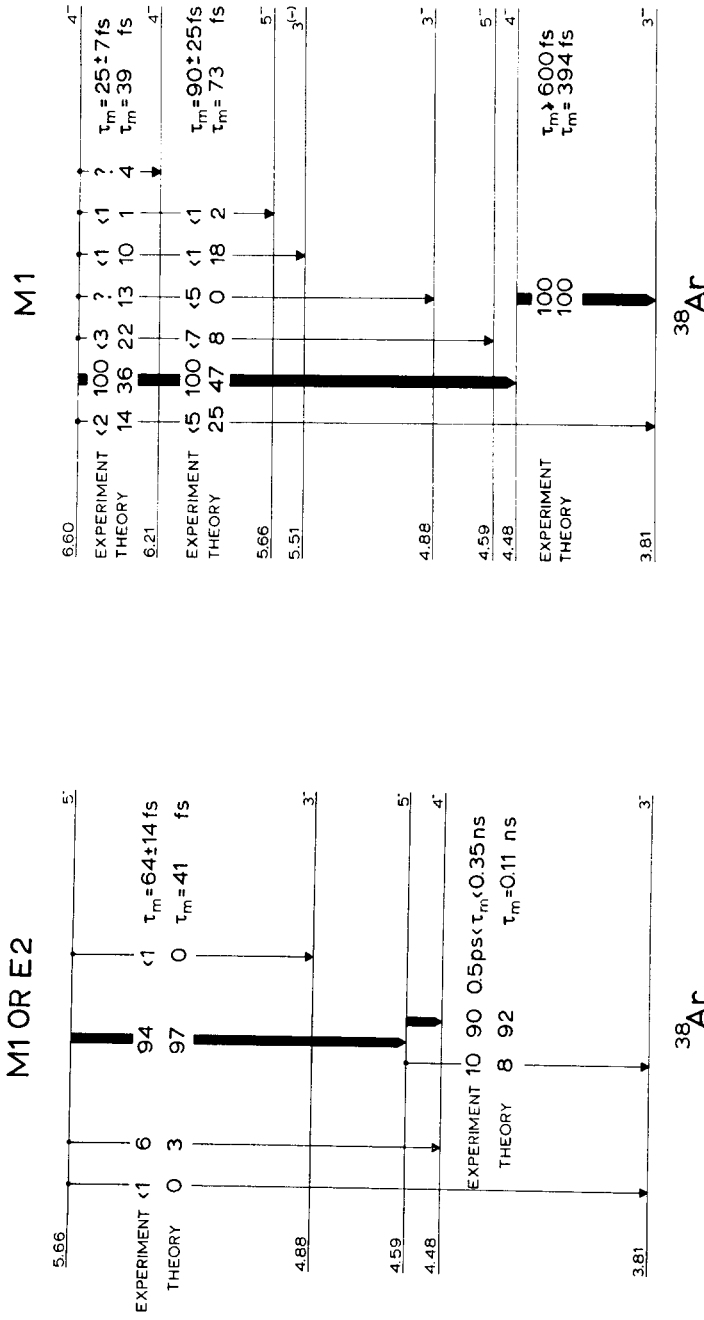 M1 OR E2
5.66 5⁻
EXPERIMENT <1 6 94 <1 τm=64±14fs
THEORY 0 3 97 0 τm=41 fs
4.88 3⁻
4.59 5⁻
4.48 4⁻
EXPERIMENT 10 90 0.5ps<τm<0.35ns
THEORY 8 92 τm=0.11 ns
3.81 3⁻
³⁸Ar
M1
6.60 4⁻
EXPERIMENT <2 100 <3 ? <1 <1 ? τm=25±7fs
THEORY 14 36 22 13 10 1 4 τm=39 fs
6.21 4⁻
EXPERIMENT <5 100 <7 <5 <1 <1 τm=90±25fs
THEORY 25 47 8 0 18 2 τm=73 fs
5.66 5⁻
5.51 3⁽⁻⁾
4.88 3⁻
4.59 5⁻
4.48 4⁻
EXPERIMENT 100 τm>600fs
THEORY 100 τm=394fs
3.81 3⁻
³⁸Ar